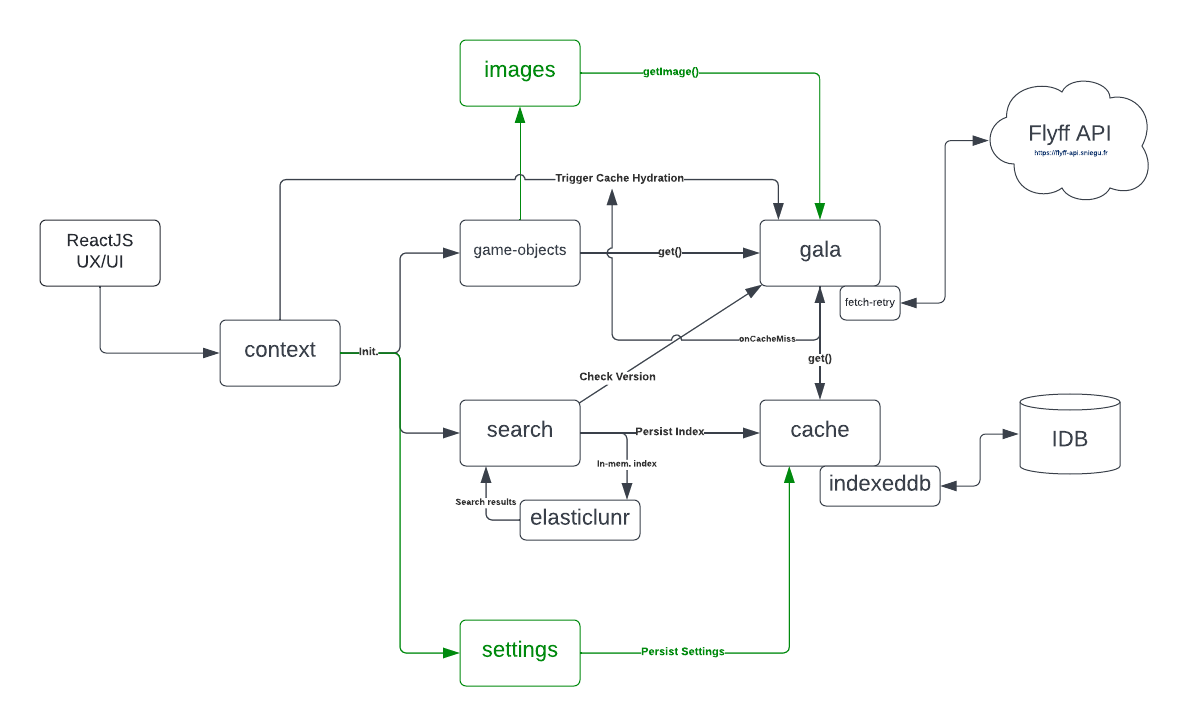 images
getImage()
Flyff API
https://flyff-api.sniegu.fr
Trigger Cache Hydration
ReactJS
UX/UI
game-objects
get()
gala
fetch-retry
context
Init.
onCacheMiss
get()
Check Version
search
Persist Index
cache
IDB
In-mem. index
indexeddb
Search results
elasticlunr
settings
Persist Settings